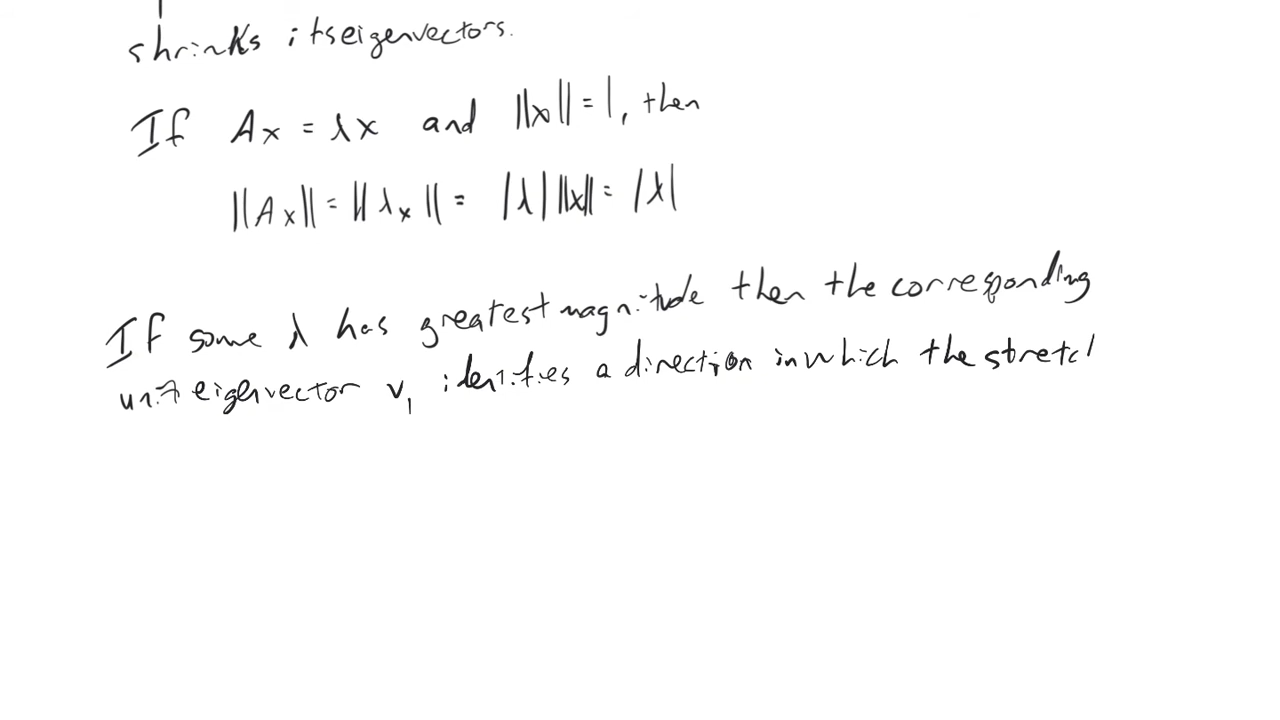 shrinks its eigenvectors.
If Ax = λx and ||x|| = 1, then
||Ax|| = ||λx|| = |λ| ||x|| = |λ|
If some λ has greatest magnitude then the corresponding
unit eigenvector v₁ identifies a direction in which the stretch